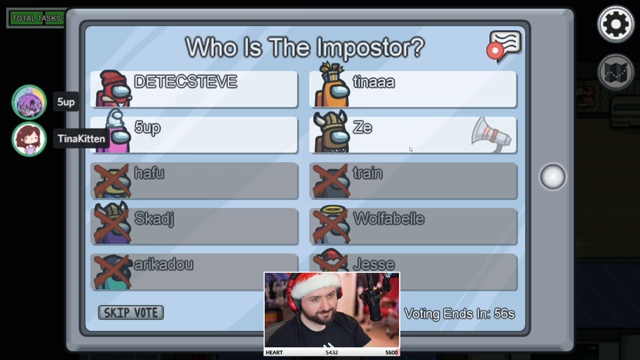 TOTAL TASKS
Who Is The Impostor?
DETECSTEVE
tinaaa
5up
TinaKitten
5up
Ze
hafu
train
Skadj
Wolfabelle
arikadou
Jesse
SKIP VOTE
Voting Ends In: 56s
HEART 5432 5600